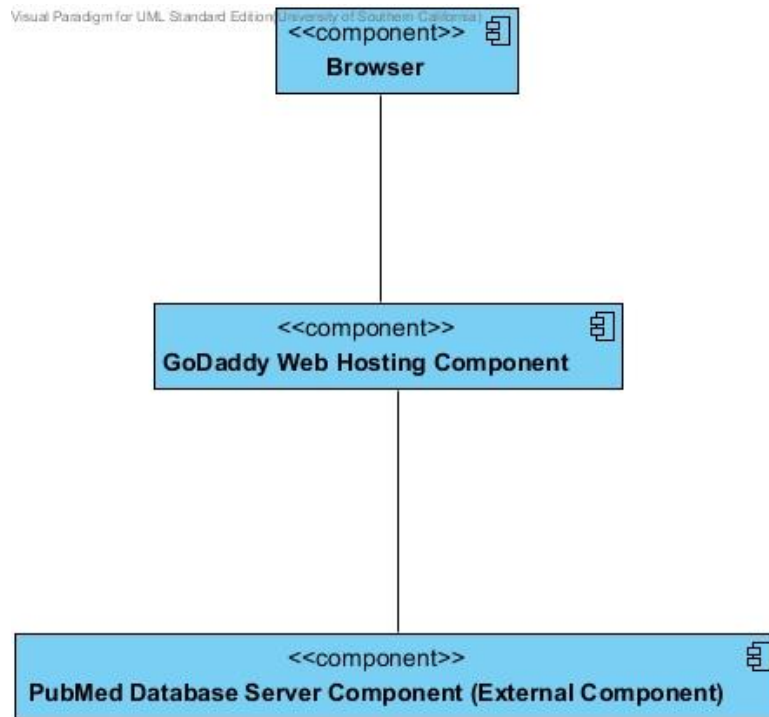 Visual Paradigm for UML Standard Edition(University of Southern California)
<<component>>
Browser
<<component>>
GoDaddy Web Hosting Component
<<component>>
PubMed Database Server Component (External Component)